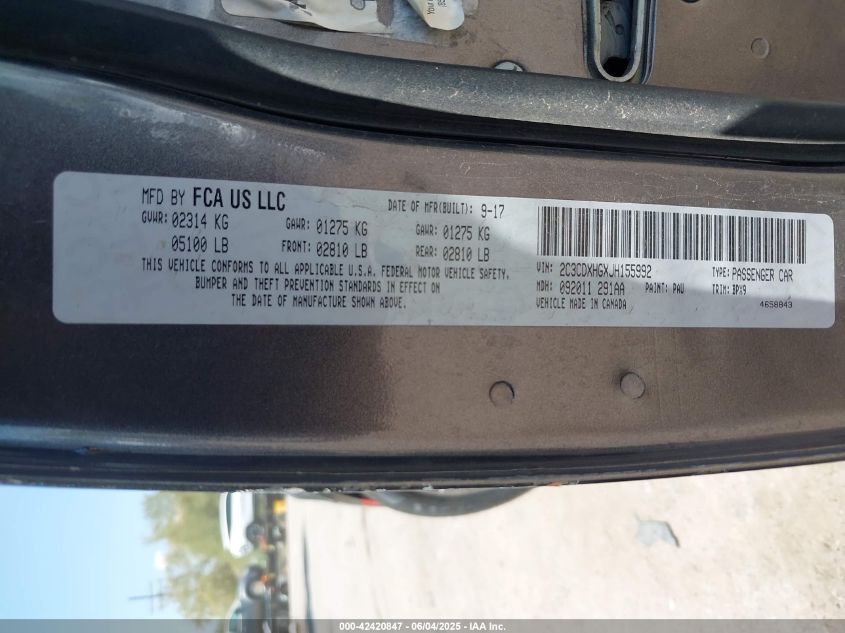 MFD BY FCA US LLC
DATE OF MFR(BUILT): 9-17
GVWR: 02314 KG GAWR: 01275 KG GAWR: 01275 KG
05100 LB FRONT: 02810 LB REAR: 02810 LB
THIS VEHICLE CONFORMS TO ALL APPLICABLE U.S.A. FEDERAL MOTOR VEHICLE SAFETY,
BUMPER AND THEFT PREVENTION STANDARDS IN EFFECT ON
THE DATE OF MANUFACTURE SHOWN ABOVE.
VIN: 2C3CDXHGXJH155992 TYPE: PASSENGER CAR
MDH: 092011 291AA PAINT: PAU TRIM: BPX9
VEHICLE MADE IN CANADA 4658843
000-42420847 - 06/04/2025 - IAA Inc.